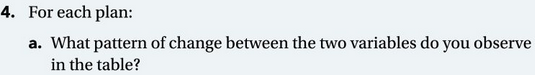 4. For each plan:
a. What pattern of change between the two variables do you observe
in the table?